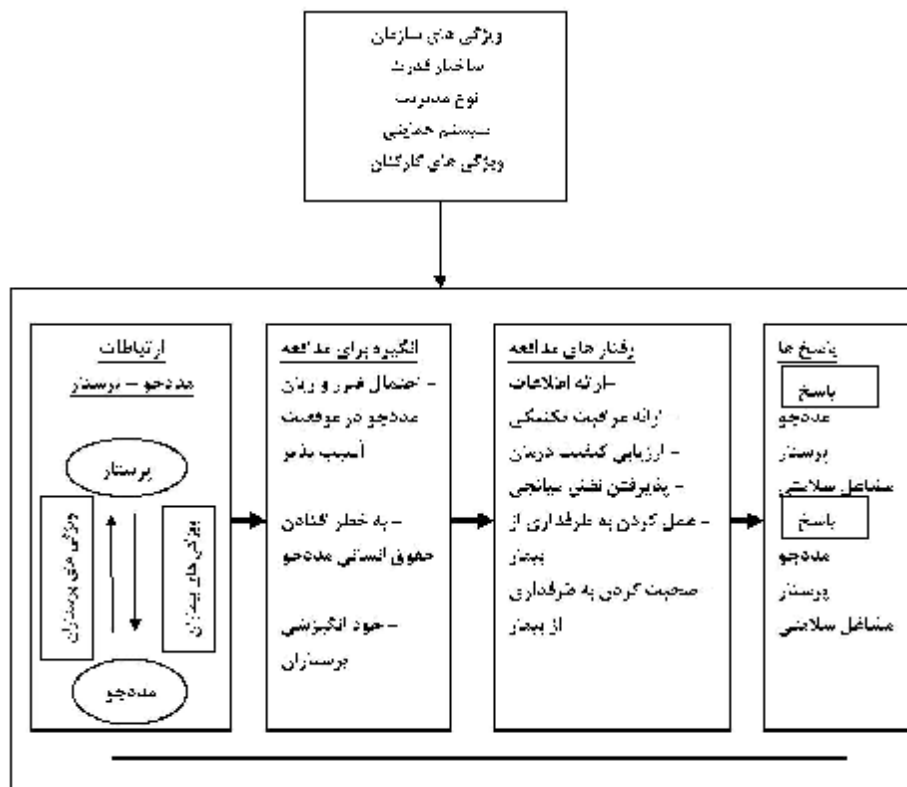 ویژگی های سازمان
ساختار قدرت
نوع مدیریت
سیستم حمایتی
ویژگی های کارکنان
ارتباطات
مددجو – پرستار
پرستار
ویژگی های پرستاران
ویژگی های بیماران
مددجو
انگیزه برای مدافعه
– احتمال ضرر و زیان
مددجو در موقعیت
آسیب پذیر
– به خطر افتادن
حقوق انسانی مددجو
– خود انگیزشی
پرستاران
رفتار های مدافعه
– ارائه اطلاعات
– ارائه مراقبت تکنیکی
– ارزیابی کیفیت درمان
– پذیرفتن نقش میانجی
– عمل کردن به طرفداری از
بیمار
– صحبت کردن به طرفداری
از بیمار
پاسخ ها
پاسخ
مددجو
پرستار
مشاغل سلامتی
پاسخ
مددجو
پرستار
مشاغل سلامتی